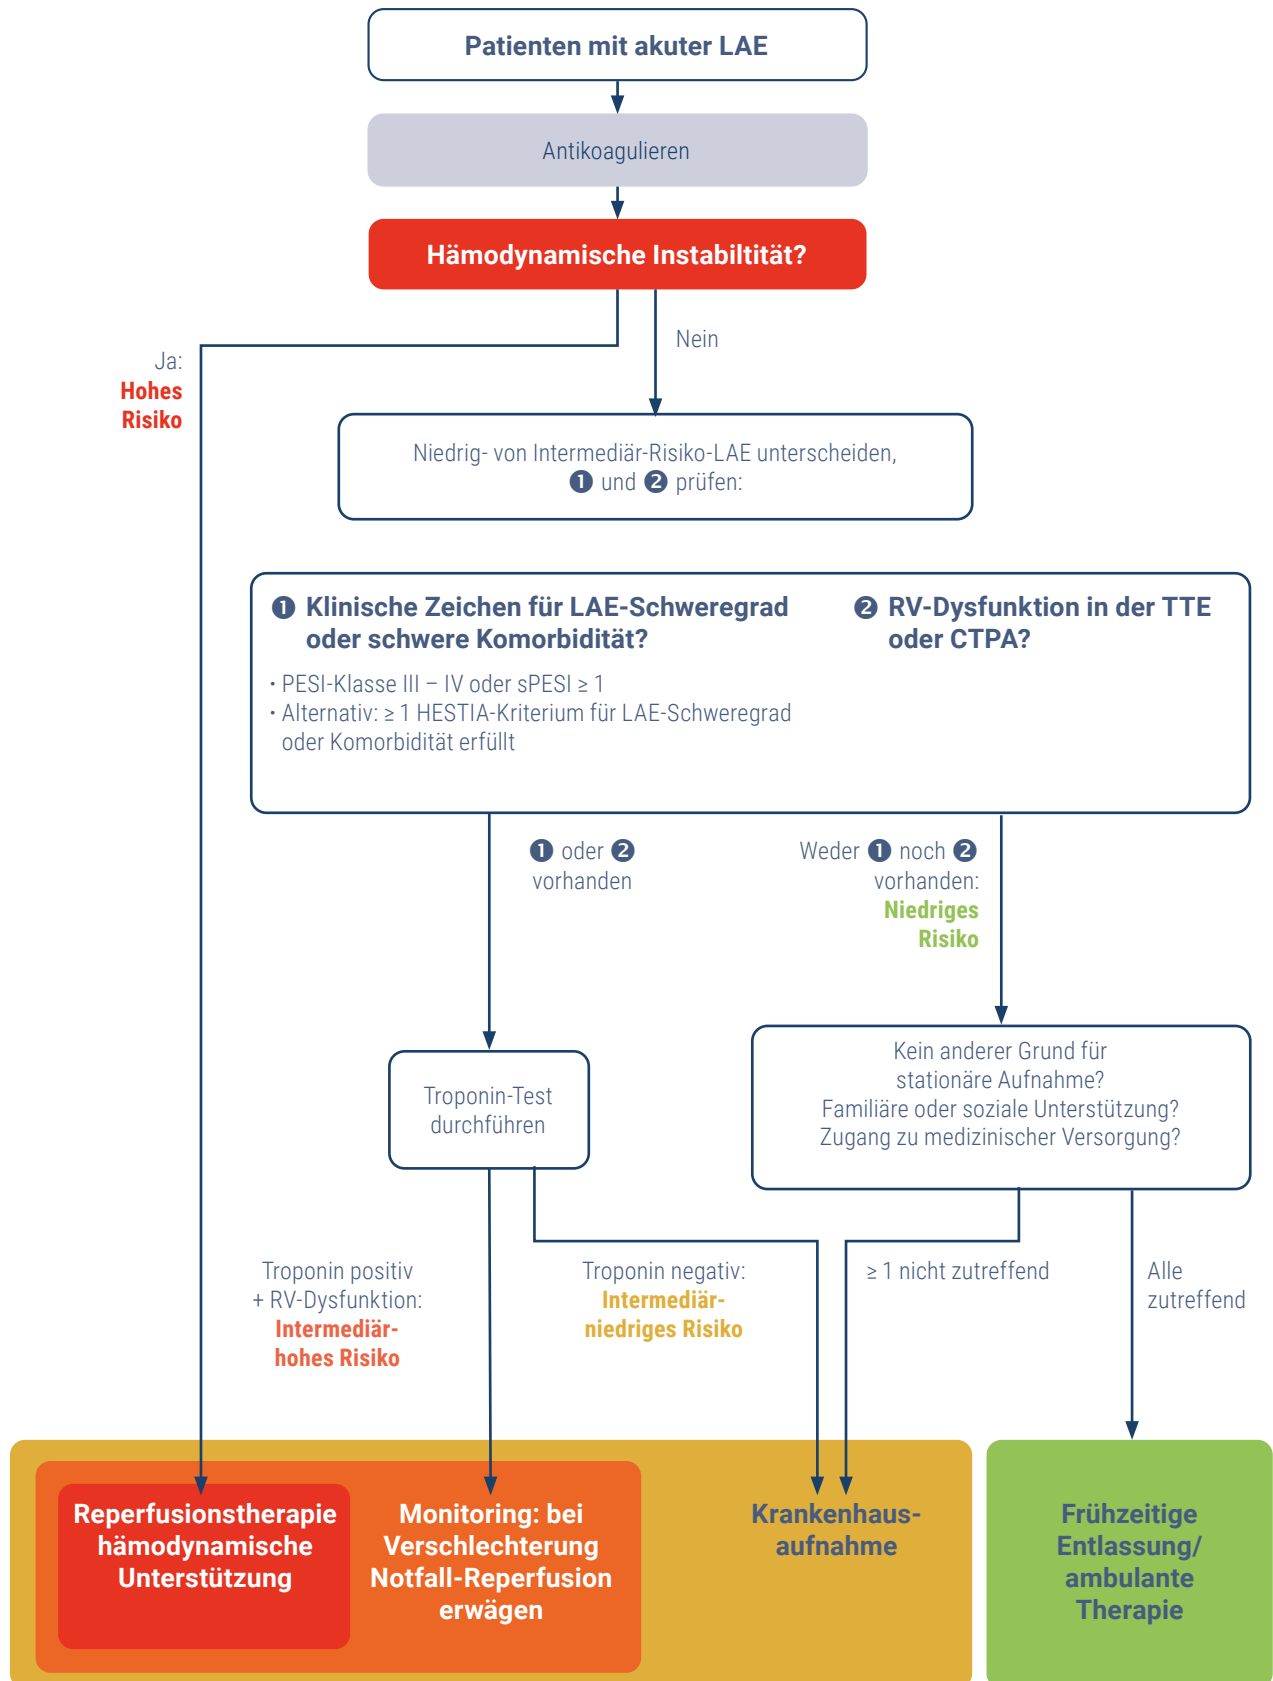 Patienten mit akuter LAE
Antikoagulieren
Hämodynamische Instabiltität?
Nein
Ja:
Hohes
Risiko
Niedrig- von Intermediär-Risiko-LAE unterscheiden,
❶ und ❷ prüfen:
❶ Klinische Zeichen für LAE-Schweregrad
oder schwere Komorbidität?
· PESI-Klasse III – IV oder sPESI ≥ 1
· Alternativ: ≥ 1 HESTIA-Kriterium für LAE-Schweregrad
oder Komorbidität erfüllt
❷ RV-Dysfunktion in der TTE
oder CTPA?
❶ oder ❷
vorhanden
Weder ❶ noch ❷
vorhanden:
Niedriges
Risiko
Troponin-Test
durchführen
Kein anderer Grund für
stationäre Aufnahme?
Familiäre oder soziale Unterstützung?
Zugang zu medizinischer Versorgung?
Troponin positiv
+ RV-Dysfunktion:
Intermediär-
hohes Risiko
Troponin negativ:
Intermediär-
niedriges Risiko
≥ 1 nicht zutreffend
Alle
zutreffend
Reperfusionstherapie
hämodynamische
Unterstützung
Monitoring: bei
Verschlechterung
Notfall-Reperfusion
erwägen
Krankenhaus-
aufnahme
Frühzeitige
Entlassung/
ambulante
Therapie